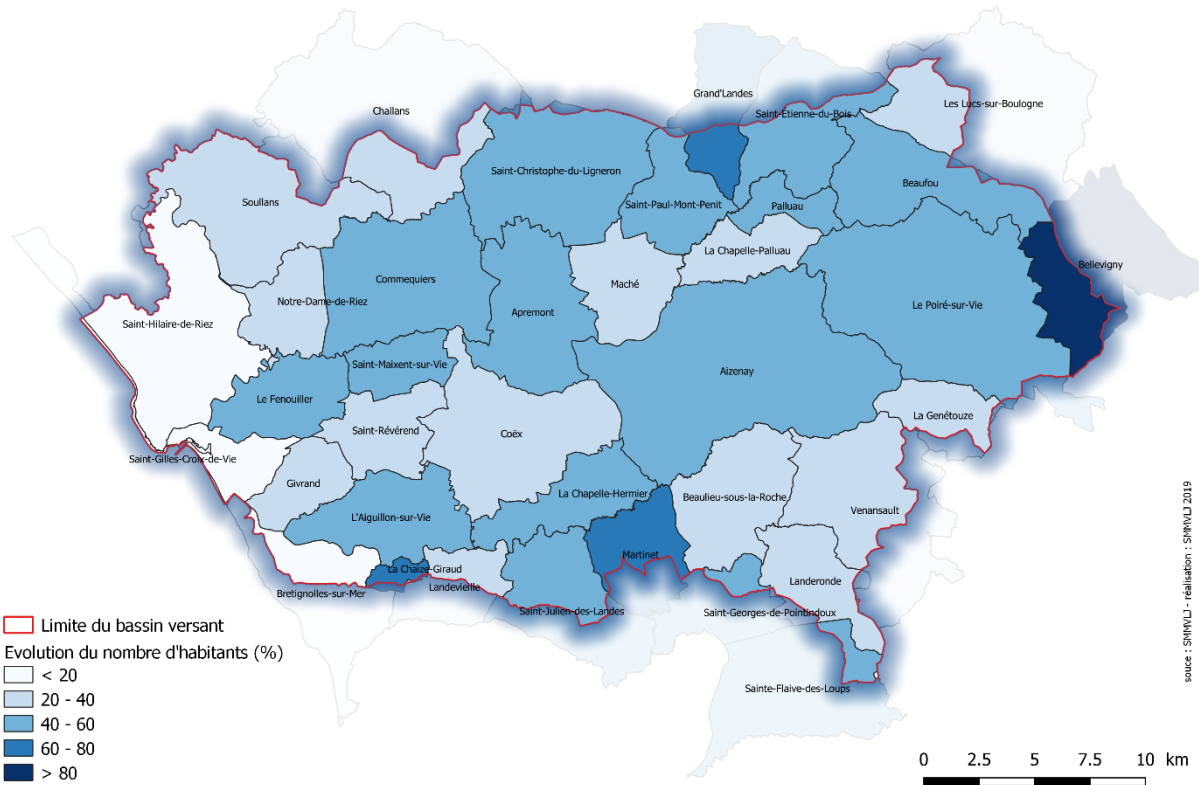 Grand'Landes
Challans
Les Lucs-sur-Boulogne
Saint-Etienne-du-Bois
Saint-Christophe-du-Ligneron
Beaufou
Soullans
Saint-Paul-Mont-Penit
Palluau
La Chapelle-Palluau
Bellevigny
Commequiers
Maché
Notre-Dame-de-Riez
Le Poiré-sur-Vie
Saint-Hilaire-de-Riez
Apremont
Saint-Maixent-sur-Vie
Aizenay
Le Fenouiller
La Genétouze
Saint-Révérend
Coëx
Saint-Gilles-Croix-de-Vie
Givrand
La Chapelle-Hermier
Beaulieu-sous-la-Roche
Venansault
L'Aiguillon-sur-Vie
Martinet
La Chaize-Giraud
Landeronde
Landevieille
Bretignolles-sur-Mer
Saint-Julien-des-Landes
Saint-Georges-de-Pointindoux
Sainte-Flaive-des-Loups
Limite du bassin versant
Evolution du nombre d'habitants (%)
< 20
20 - 40
40 - 60
60 - 80
> 80
0 2.5 5 7.5 10 km
souce : SMMVLJ - réalisation : SMMVLJ 2019